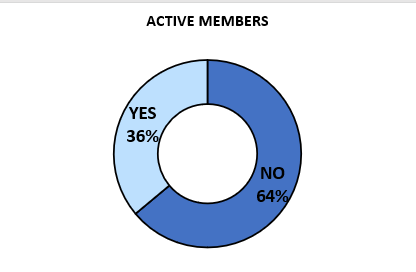 ACTIVE MEMBERS
YES
36%
NO
64%